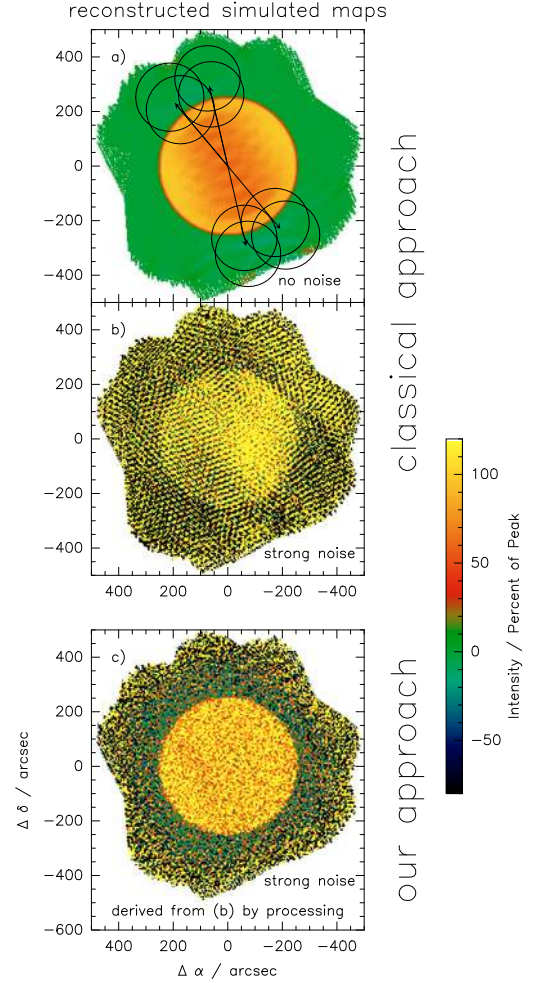 reconstructed simulated maps
a)
400
200
0
−200
−400
no noise
classical approach
b)
400
200
0
−200
−400
strong noise
400 200 0 −200 −400
100
50
0
−50
Intensity / Percent of Peak
c)
400
200
0
−200
−400
−600
Δ δ / arcsec
strong noise
derived from (b) by processing
our approach
400 200 0 −200 −400
Δ α / arcsec